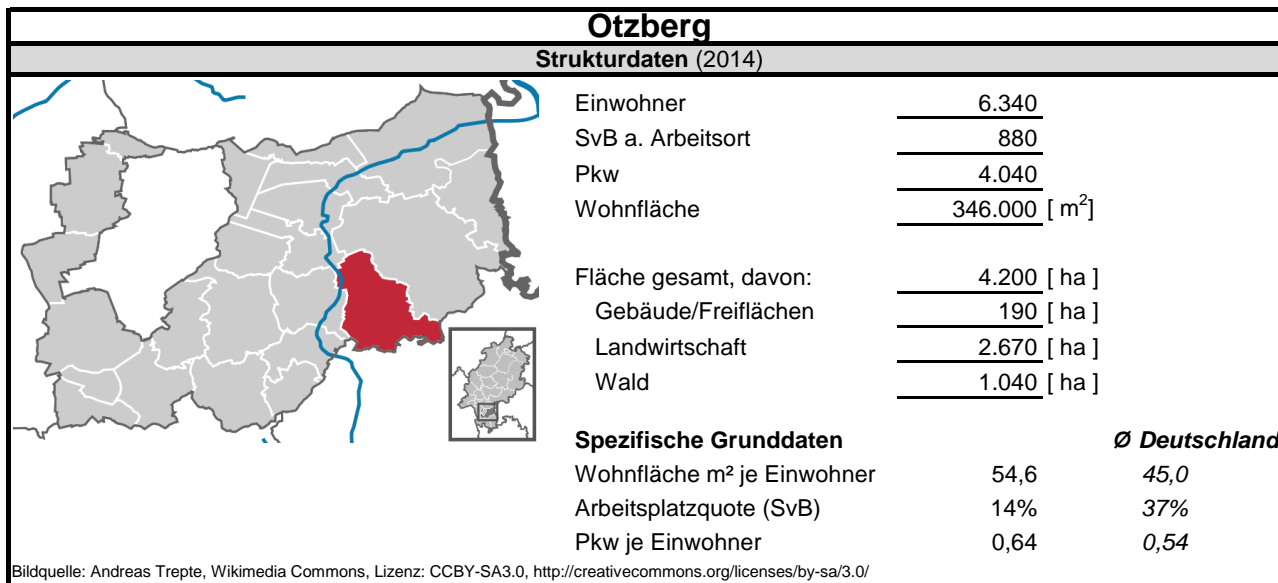 Otzberg
Strukturdaten (2014)
Einwohner 6.340
SvB a. Arbeitsort 880
Pkw 4.040
Wohnfläche 346.000 [ m²]
Fläche gesamt, davon: 4.200 [ ha ]
Gebäude/Freiflächen 190 [ ha ]
Landwirtschaft 2.670 [ ha ]
Wald 1.040 [ ha ]
Spezifische Grunddaten Ø Deutschland
Wohnfläche m² je Einwohner 54,6 45,0
Arbeitsplatzquote (SvB) 14% 37%
Pkw je Einwohner 0,64 0,54
Bildquelle: Andreas Trepte, Wikimedia Commons, Lizenz: CCBY-SA3.0, http://creativecommons.org/licenses/by-sa/3.0/